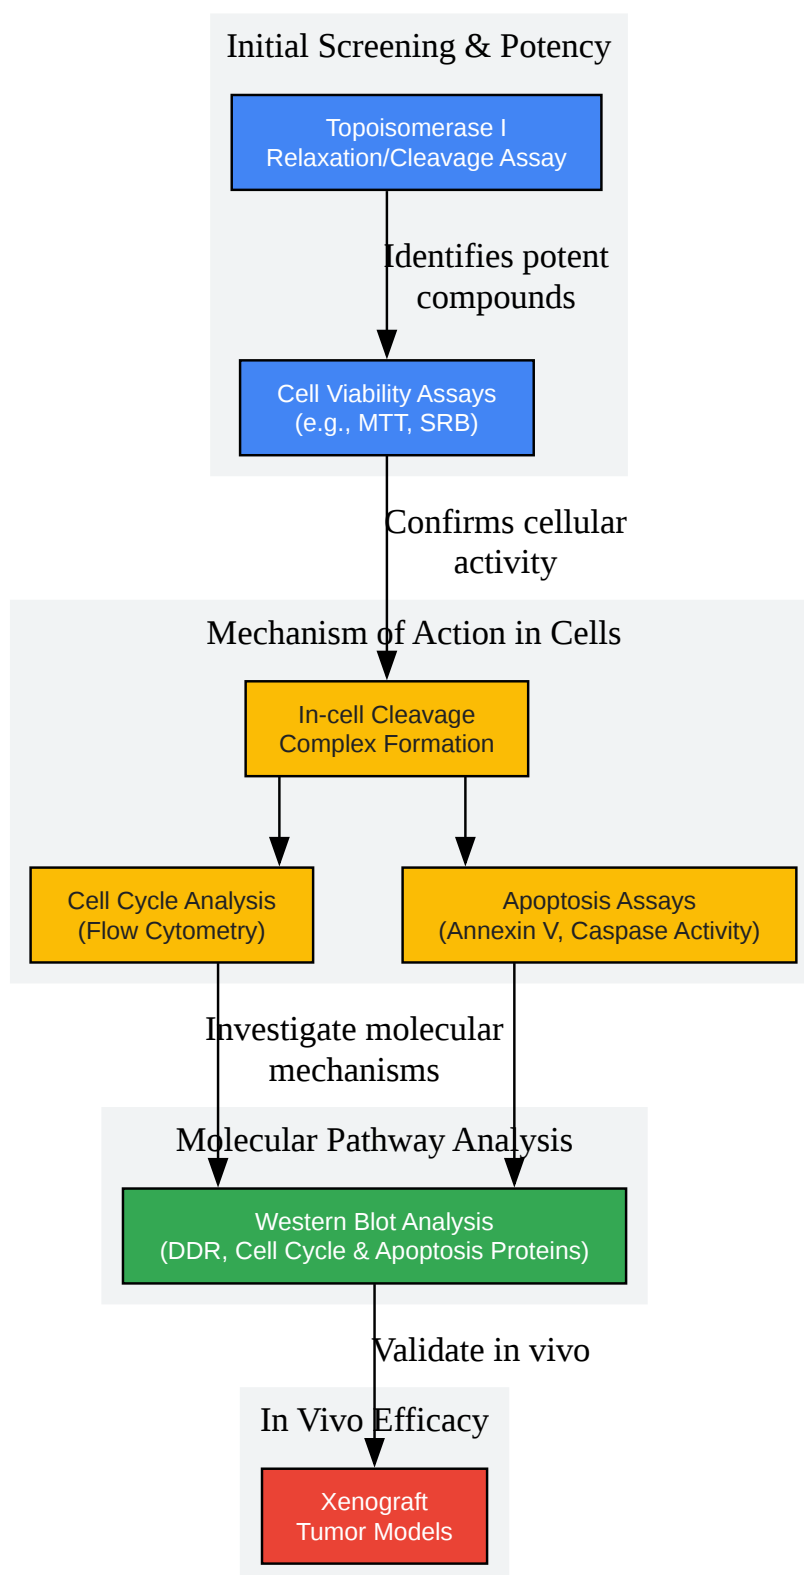 Initial Screening & Potency
Topoisomerase I
Relaxation/Cleavage Assay
Identifies potent
compounds
Cell Viability Assays
(e.g., MTT, SRB)
Confirms cellular
activity
Mechanism of Action in Cells
In-cell Cleavage
Complex Formation
Cell Cycle Analysis
(Flow Cytometry)
Apoptosis Assays
(Annexin V, Caspase Activity)
Investigate molecular
mechanisms
Molecular Pathway Analysis
Western Blot Analysis
(DDR, Cell Cycle & Apoptosis Proteins)
Validate in vivo
In Vivo Efficacy
Xenograft
Tumor Models